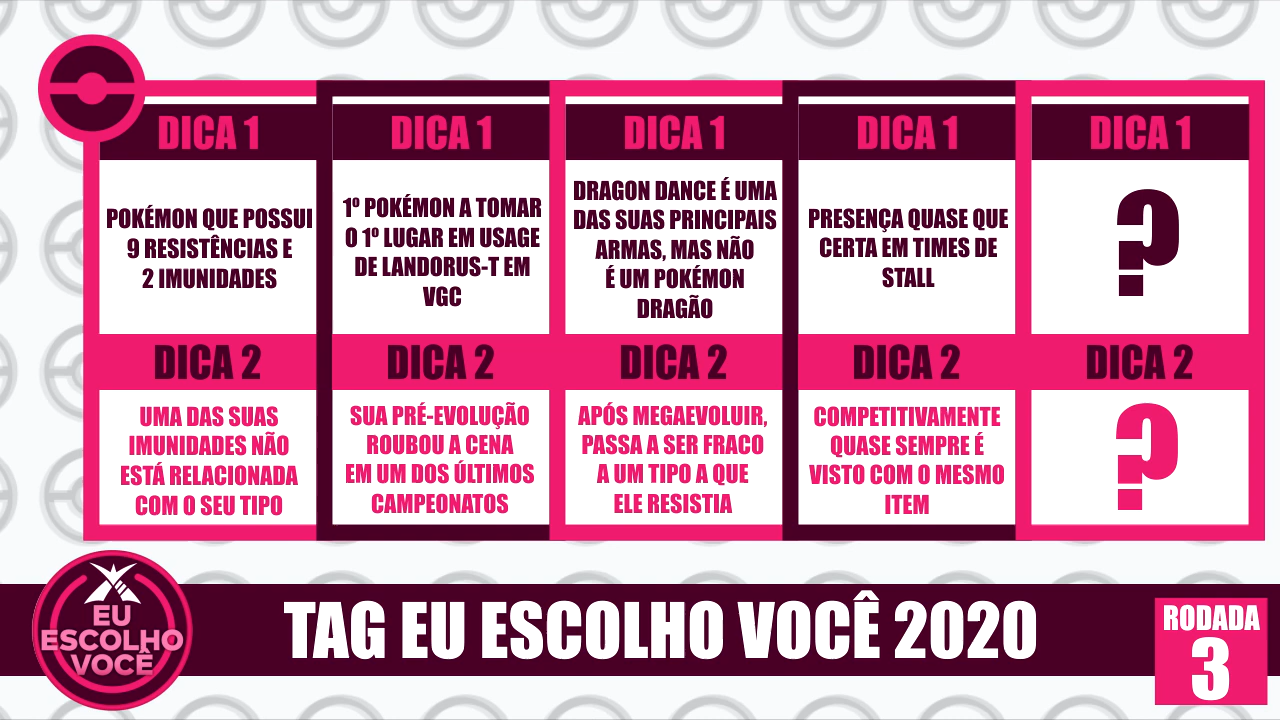 DICA 1
POKÉMON QUE POSSUI
9 RESISTÊNCIAS E
2 IMUNIDADES
DICA 2
UMA DAS SUAS
IMUNIDADES NÃO
ESTÁ RELACIONADA
COM O SEU TIPO
DICA 1
1º POKÉMON A TOMAR
O 1º LUGAR EM USAGE
DE LANDORUS-T EM
VGC
DICA 2
SUA PRÉ-EVOLUÇÃO
ROUBOU A CENA
EM UM DOS ÚLTIMOS
CAMPEONATOS
DICA 1
DRAGON DANCE É UMA
DAS SUAS PRINCIPAIS
ARMAS, MAS NÃO
É UM POKÉMON
DRAGÃO
DICA 2
APÓS MEGAEVOLUIR,
PASSA A SER FRACO
A UM TIPO A QUE
ELE RESISTIA
DICA 1
PRESENÇA QUASE QUE
CERTA EM TIMES DE
STALL
DICA 2
COMPETITIVAMENTE
QUASE SEMPRE É
VISTO COM O MESMO
ITEM
DICA 1
?
DICA 2
?
EU
ESCOLHO
VOCÊ
TAG EU ESCOLHO VOCÊ 2020
RODADA
3